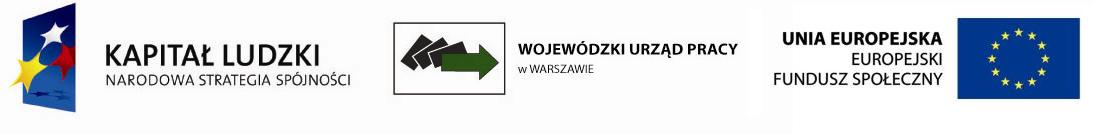 KAPITAŁ LUDZKI
NARODOWA STRATEGIA SPÓJNOŚCI
WOJEWÓDZKI URZĄD PRACY
w WARSZAWIE
UNIA EUROPEJSKA
EUROPEJSKI
FUNDUSZ SPOŁECZNY